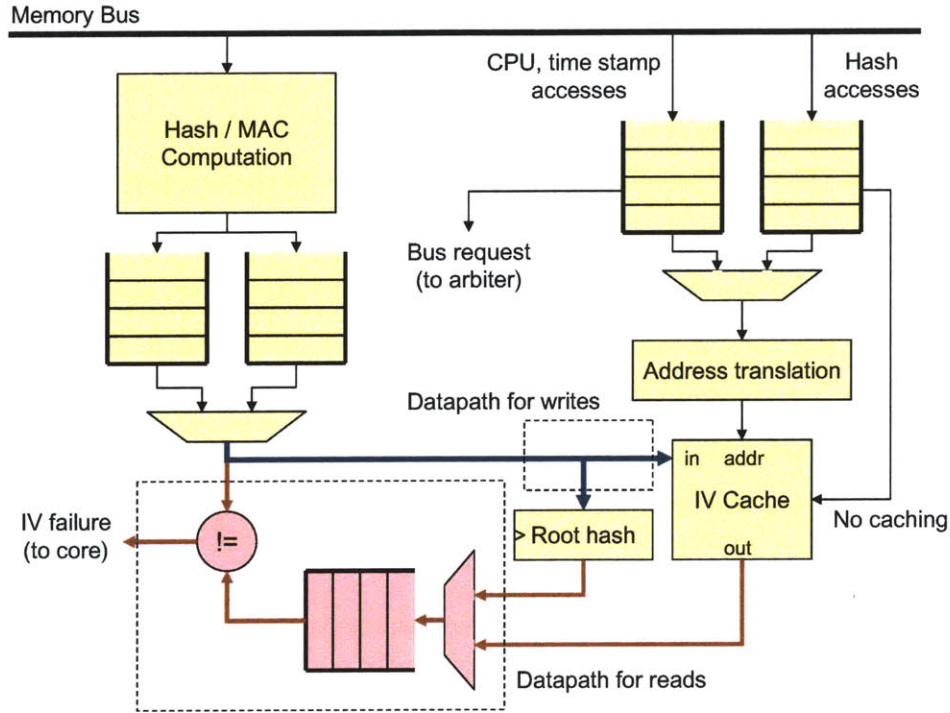 Memory Bus
CPU, time stamp
accesses
Hash
accesses
Hash / MAC
Computation
Bus request
(to arbiter)
Address translation
Datapath for writes
in addr
IV Cache
out
No caching
IV failure
(to core)
!=
> Root hash
Datapath for reads